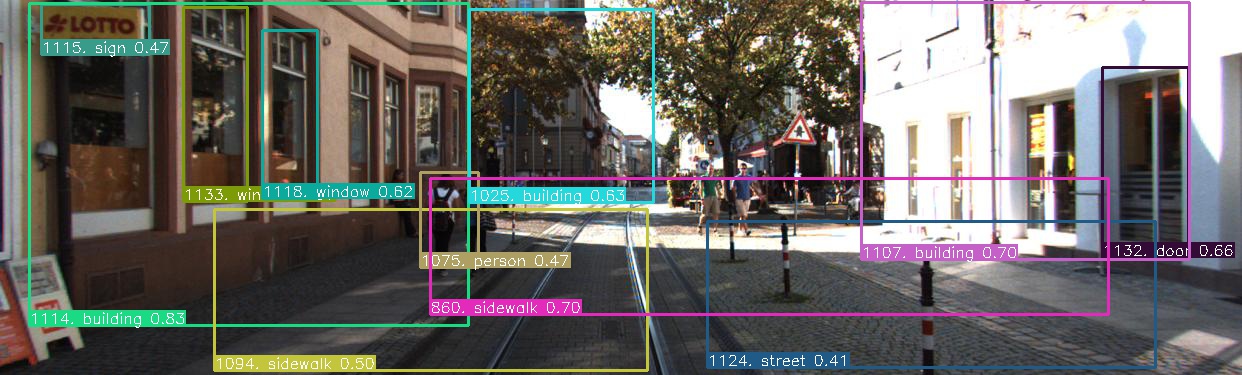 LOTTO
1115. sign 0.47
1133. win
1118. window 0.62
1025. building 0.63
1107. building 0.70
1132. door 0.66
1075. person 0.47
860. sidewalk 0.70
1114. building 0.83
1094. sidewalk 0.50
1124. street 0.41